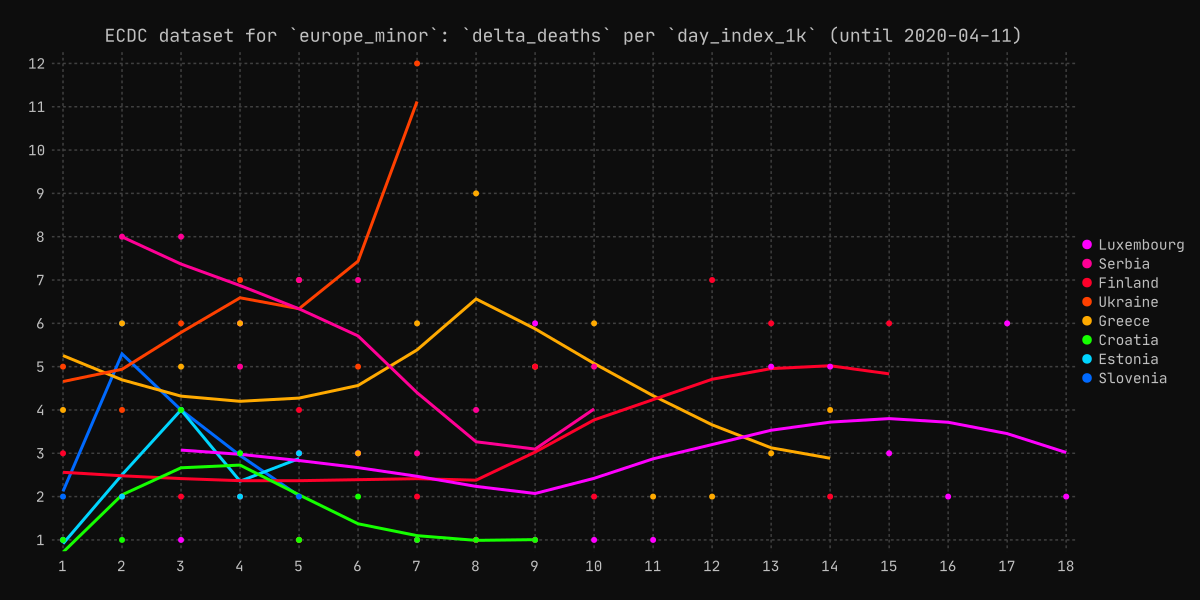 ECDC dataset for `europe_minor`: `delta_deaths` per `day_index_1k` (until 2020-04-11)
12
11
10
9
8
7
6
5
4
3
2
1
1 2 3 4 5 6 7 8 9 10 11 12 13 14 15 16 17 18
Luxembourg
Serbia
Finland
Ukraine
Greece
Croatia
Estonia
Slovenia